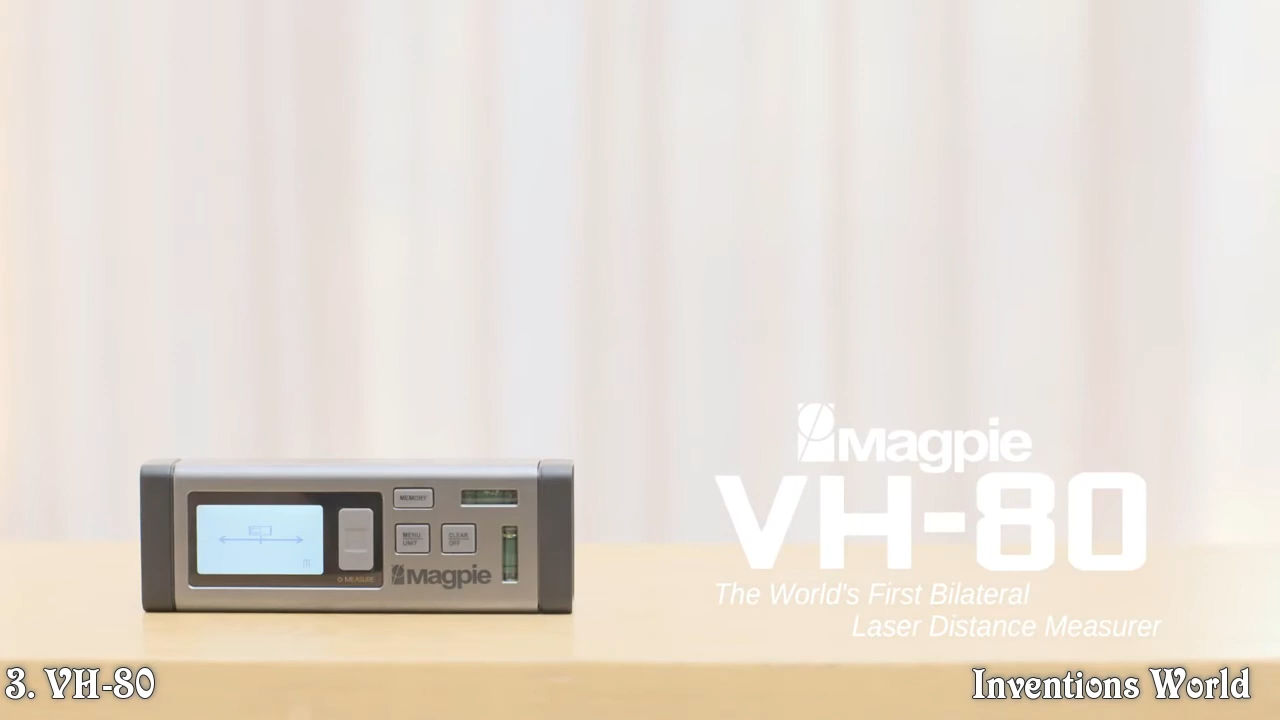 Magpie
VH-80
The World's First Bilateral
Laser Distance Measurer
MEMORY
MENU
UNIT
CLEAR
OFF
m
MEASURE
Magpie
3. VH-80
Inventions World